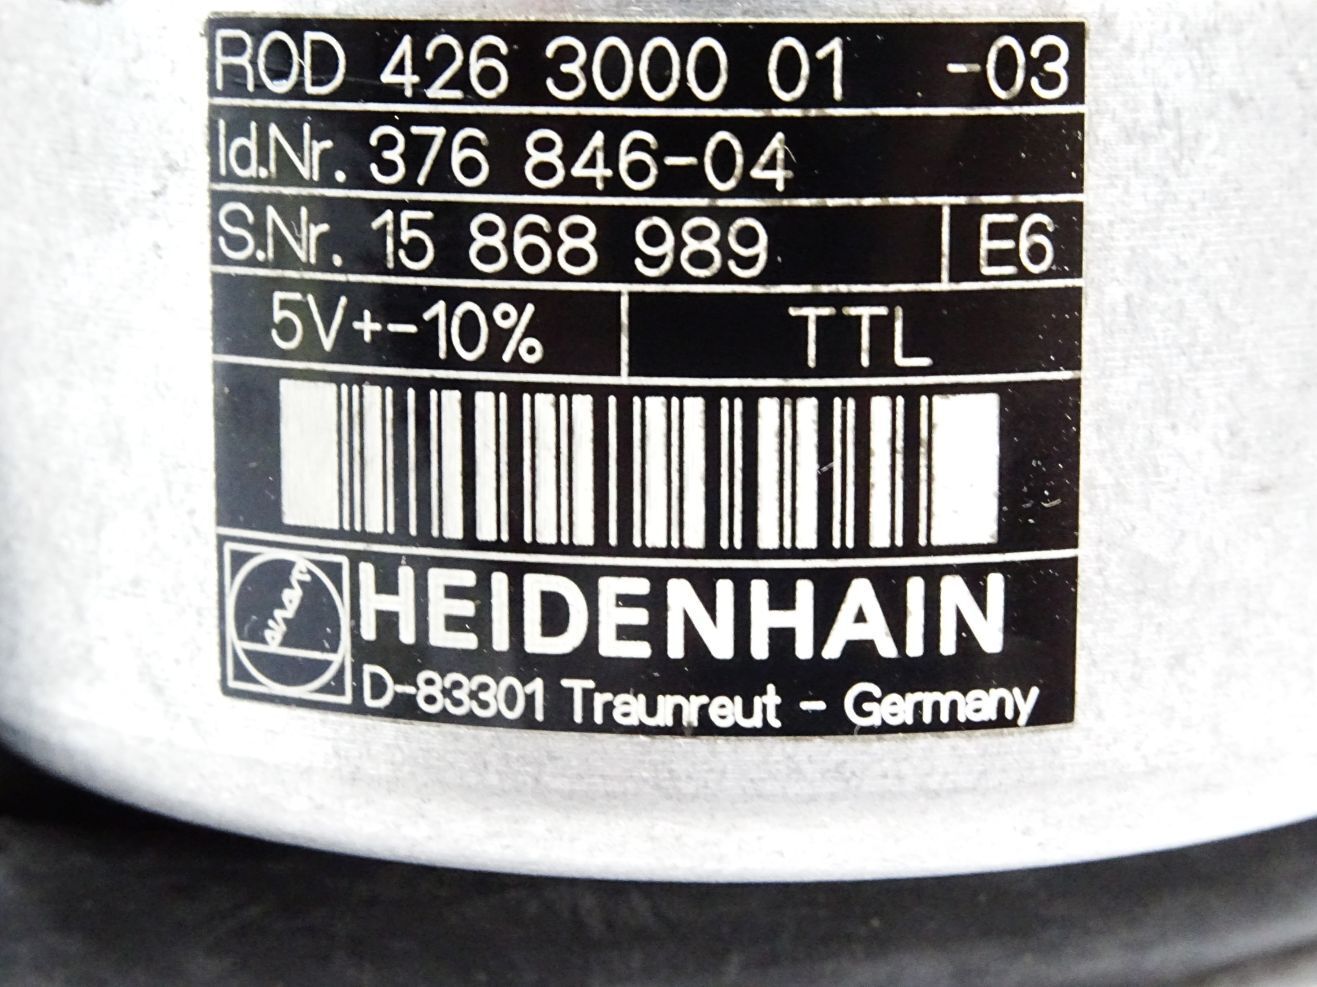 ROD 426 3000 01 -03
Id.Nr. 376 846-04
S.Nr. 15 868 989 E6
5V+-10% TTL
HEIDENHAIN
D-83301 Traunreut - Germany